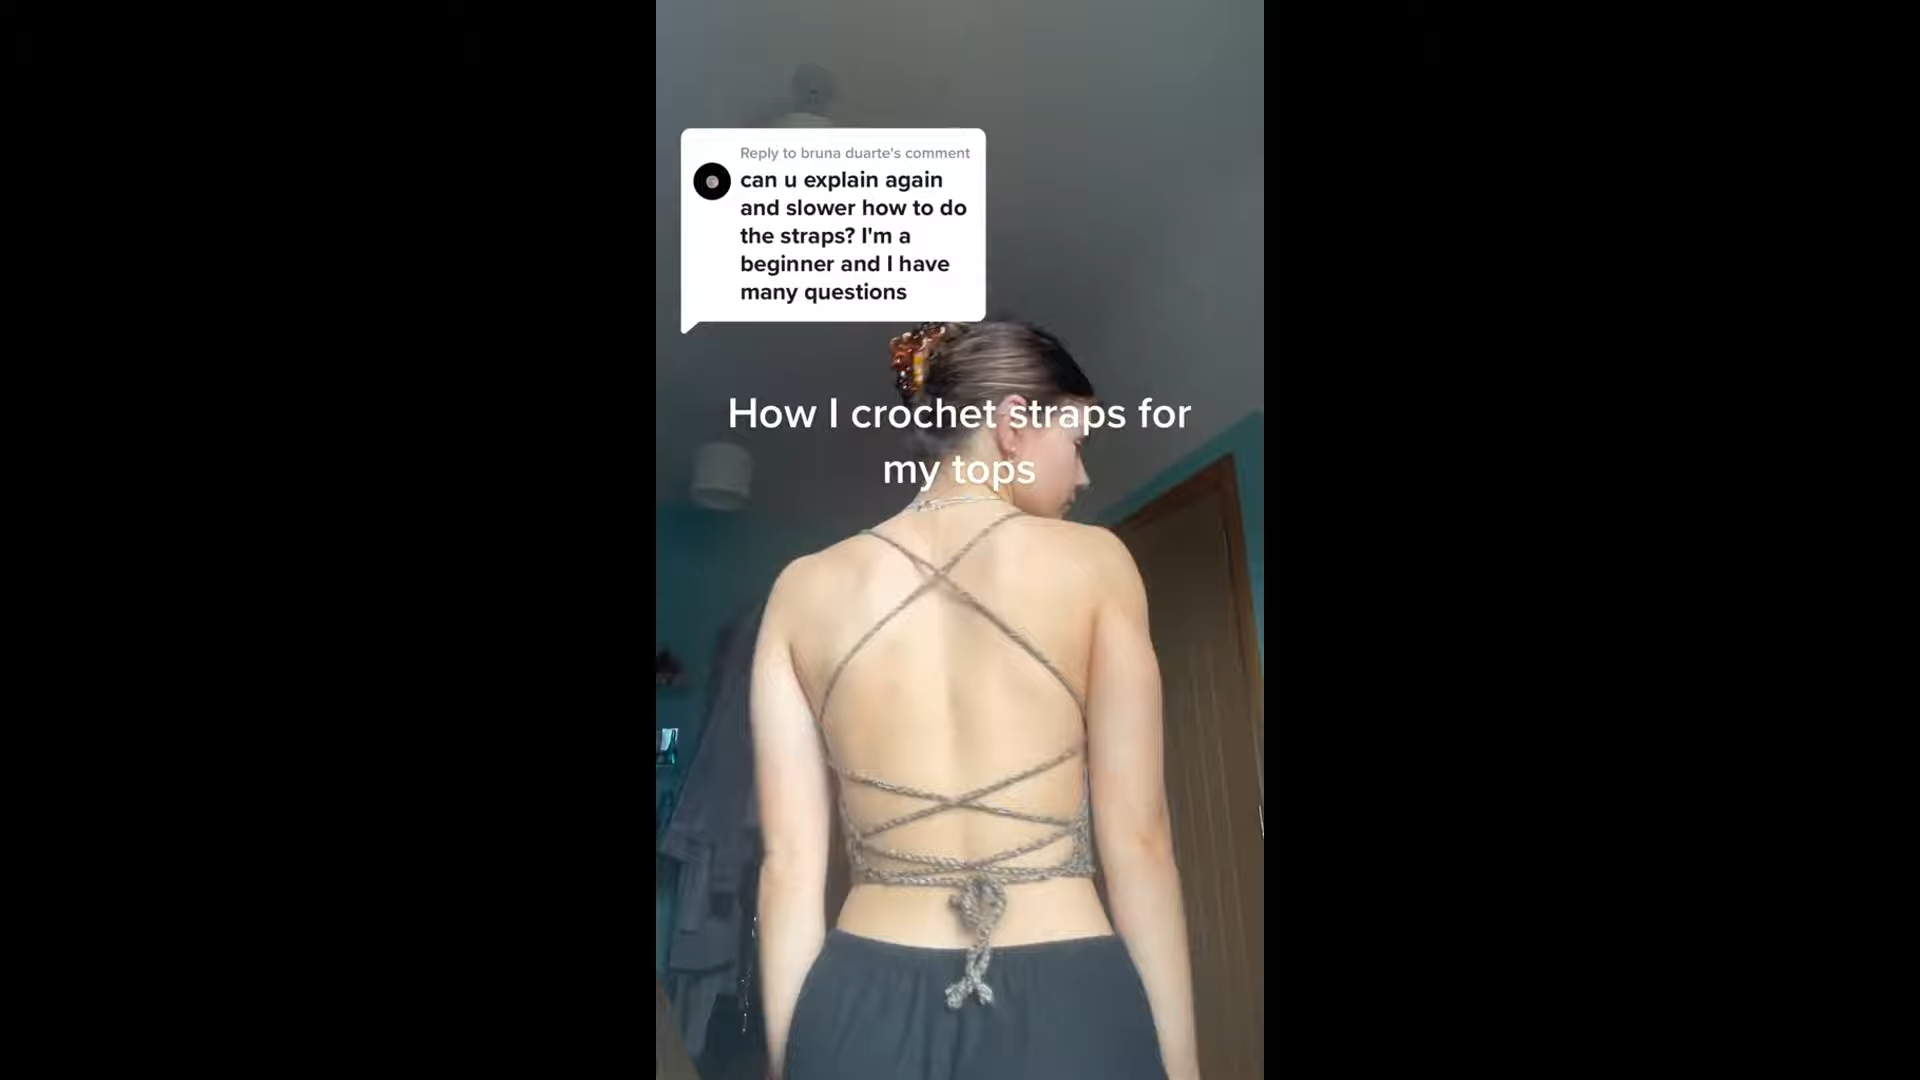 Reply to bruna duarte's comment
can u explain again
and slower how to do
the straps? I'm a
beginner and I have
many questions
How I crochet straps for
my tops